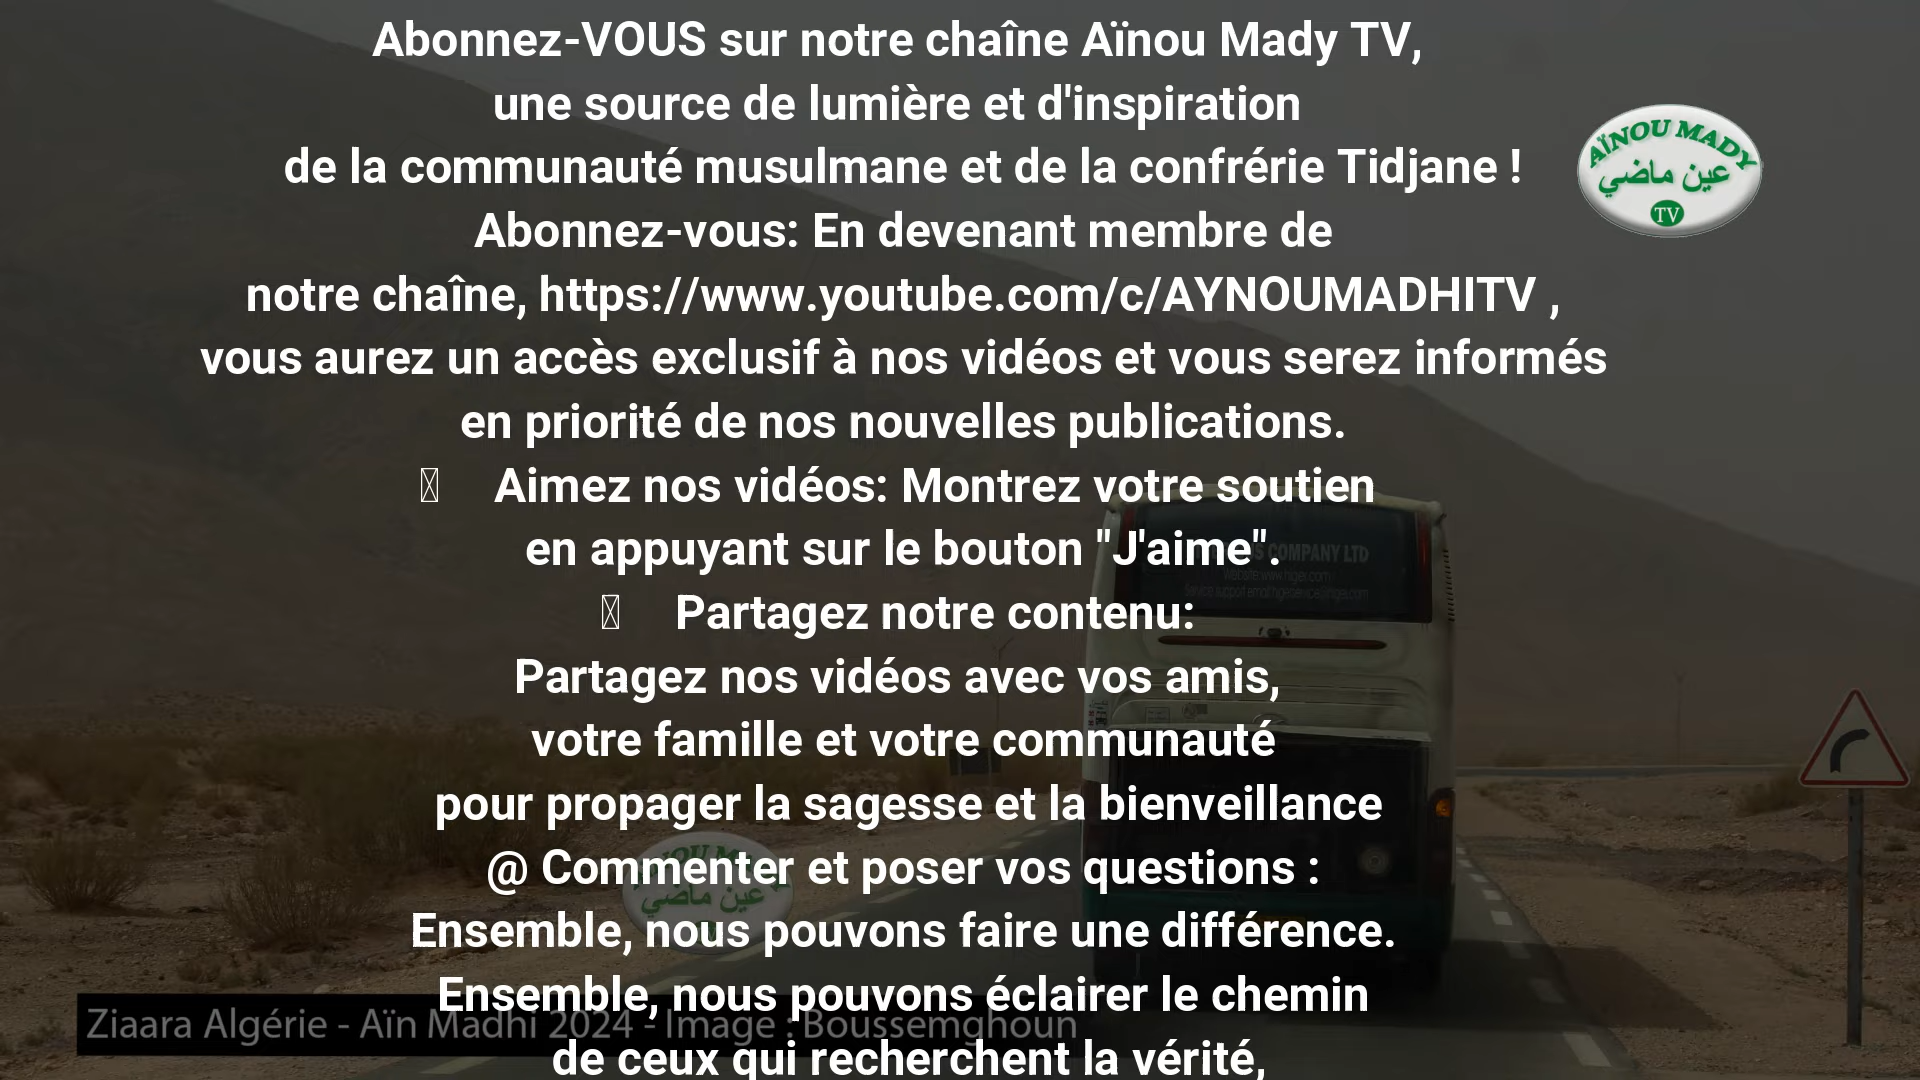 Abonnez-VOUS sur notre chaîne Aïnou Mady TV,
une source de lumière et d'inspiration
de la communauté musulmane et de la confrérie Tidjane !
Abonnez-vous: En devenant membre de
notre chaîne, https://www.youtube.com/c/AYNOUMADHITV ,
vous aurez un accès exclusif à nos vidéos et vous serez informés
en priorité de nos nouvelles publications.
Aimez nos vidéos: Montrez votre soutien
en appuyant sur le bouton "J'aime".
Partagez notre contenu:
Partagez nos vidéos avec vos amis,
votre famille et votre communauté
pour propager la sagesse et la bienveillance
@ Commenter et poser vos questions :
Ensemble, nous pouvons faire une différence.
Ensemble, nous pouvons éclairer le chemin
de ceux qui recherchent la vérité,
AÏNOU MADY
عين ماضي
TV
COMPANY LTD
عين ماضي
Ziaara Algérie - Aïn Madhi 2024 - Image : Boussemghoun